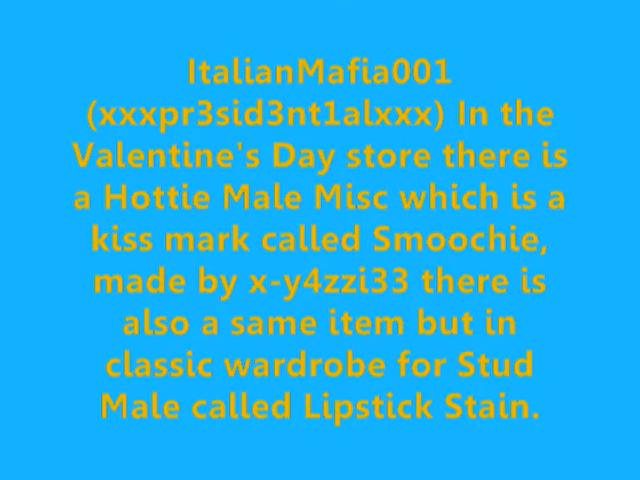 ItalianMafia001
(xxxpr3sid3nt1alxxx) In the
Valentine's Day store there is
a Hottie Male Misc which is a
kiss mark called Smoochie,
made by x-y4zzi33 there is
also a same item but in
classic wardrobe for Stud
Male called Lipstick Stain.